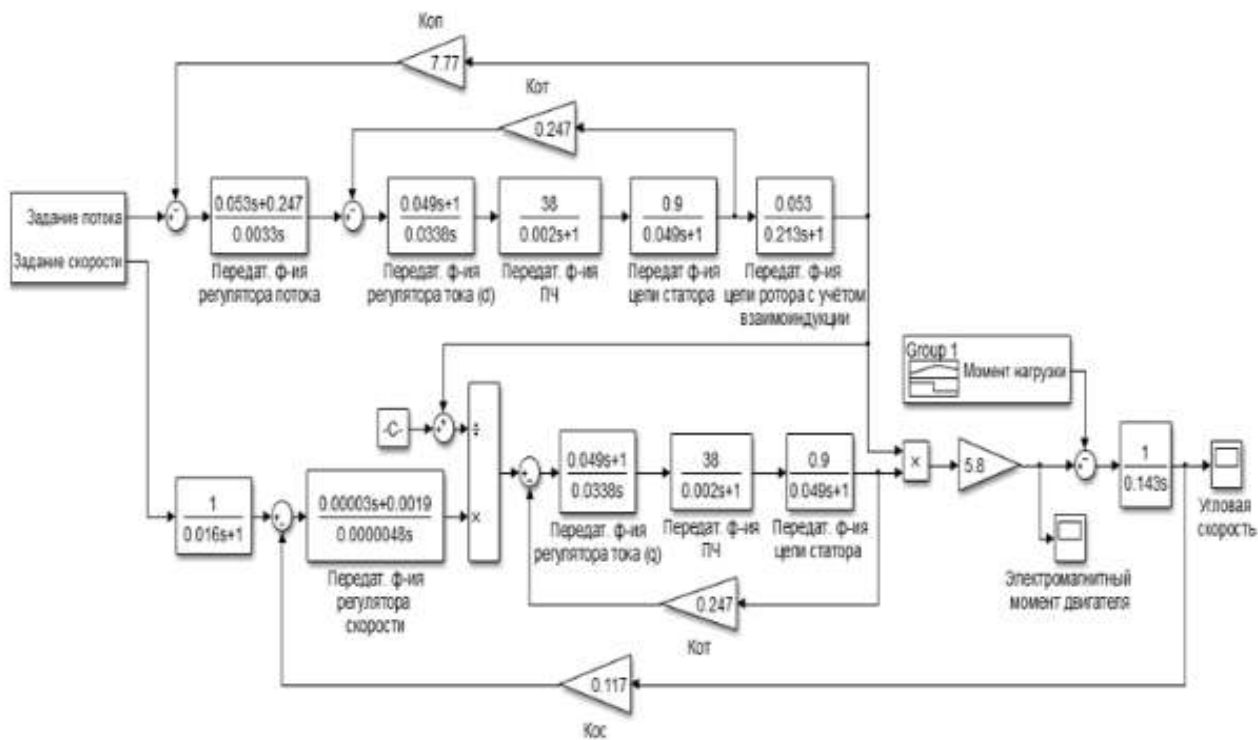 Коп
7.77
Кот
0.247
Задание потока
Задание скорости
0.053s+0.247
0.0033s
Передат. ф-ия
регулятора потока
0.049s+1
0.0338s
Передат. ф-ия
регулятора тока (d)
38
0.002s+1
Передат. ф-ия
ПЧ
0.9
0.049s+1
Передат ф-ия
цепи статора
0.053
0.213s+1
Передат. ф-ия
цепи ротора с учётом
взаимоиндукции
Group 1
Момент нагрузки
-C-
÷
×
1
0.016s+1
0.00003s+0.0019
0.0000048s
Передат. ф-ия
регулятора
скорости
0.049s+1
0.0338s
Передат. ф-ия
регулятора тока (q)
38
0.002s+1
Передат. ф-ия
ПЧ
0.9
0.049s+1
Передат. ф-ия
цепи статора
×
5.8
1
0.143s
Угловая
скорость
Электромагнитный
момент двигателя
0.247
Кот
0.117
Кос